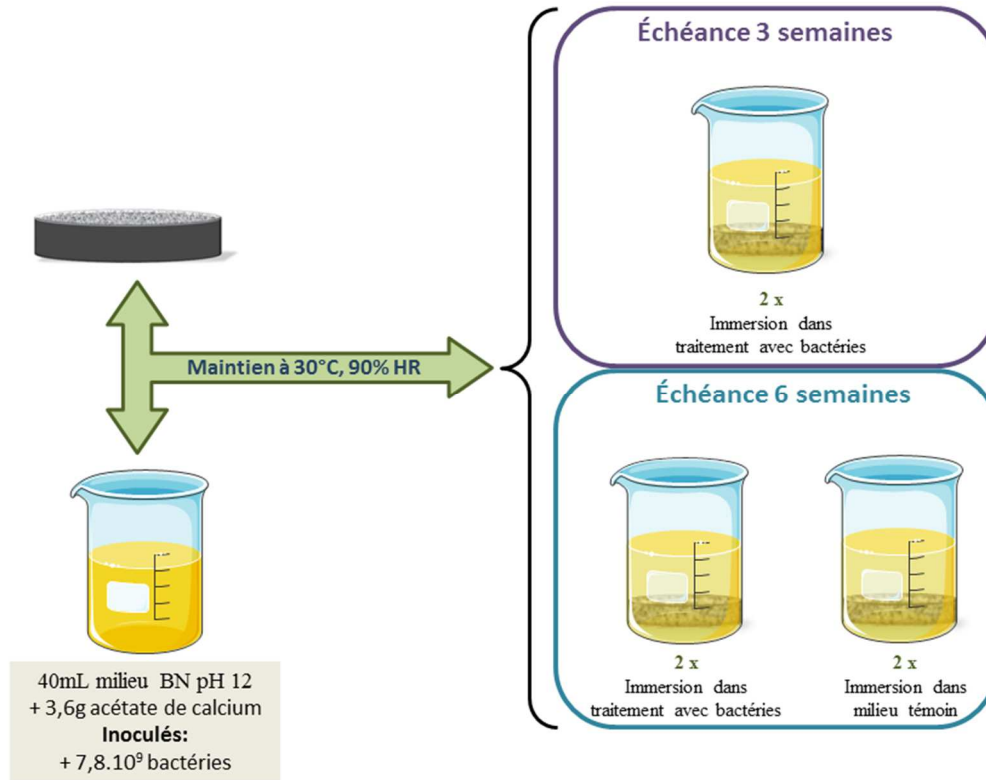 Échéance 3 semaines
2 x
Immersion dans
traitement avec bactéries
Maintien à 30°C, 90% HR
Échéance 6 semaines
2 x
Immersion dans
traitement avec bactéries
2 x
Immersion dans
milieu témoin
40mL milieu BN pH 12
+ 3,6g acétate de calcium
Inoculés:
+ 7,8.10⁹ bactéries